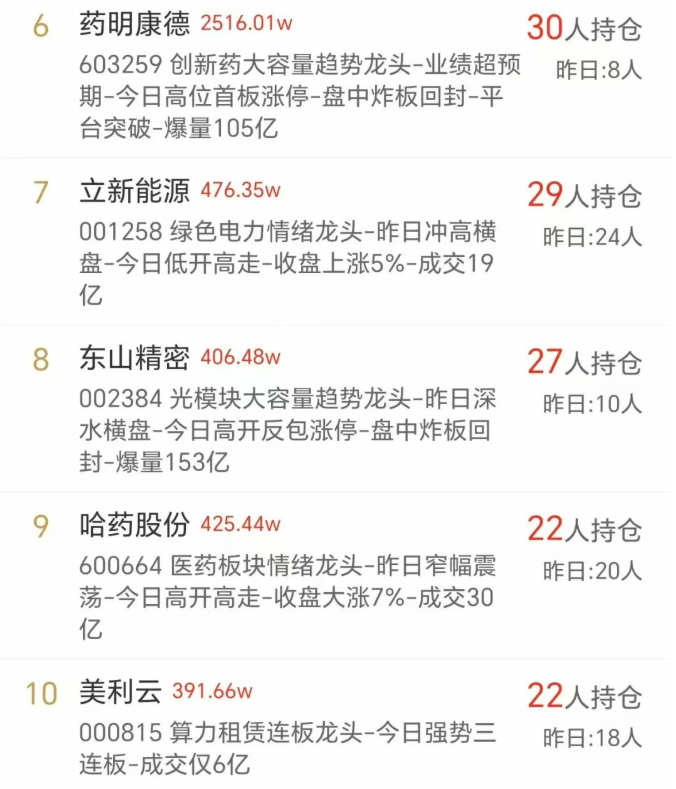 6 药明康德 2516.01w 30人持仓
603259 创新药大容量趋势龙头-业绩超预 昨日:8人
期-今日高位首板涨停-盘中炸板回封-平
台突破-爆量105亿
7 立新能源 476.35w 29人持仓
001258 绿色电力情绪龙头-昨日冲高横 昨日:24人
盘-今日低开高走-收盘上涨5%-成交19
亿
8 东山精密 406.48w 27人持仓
002384 光模块大容量趋势龙头-昨日深 昨日:10人
水横盘-今日高开反包涨停-盘中炸板回
封-爆量153亿
9 哈药股份 425.44w 22人持仓
600664 医药板块情绪龙头-昨日窄幅震 昨日:20人
荡-今日高开高走-收盘大涨7%-成交30
亿
10 美利云 391.66w 22人持仓
000815 算力租赁连板龙头-今日强势三 昨日:18人
连板-成交仅6亿